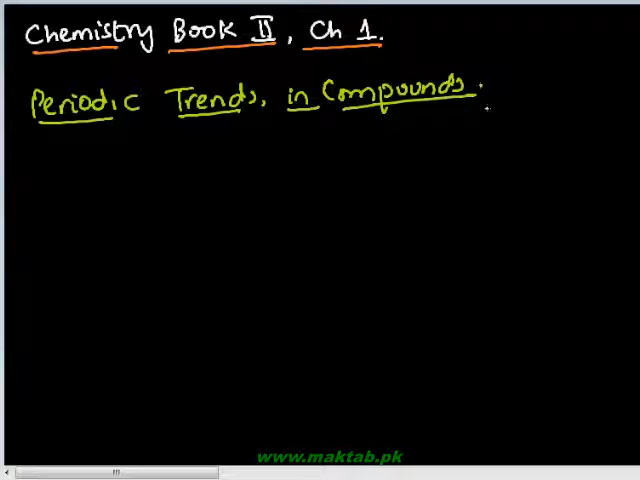 Chemistry Book II, Ch 1.
Periodic Trends, in Compounds.
www.maktab.pk